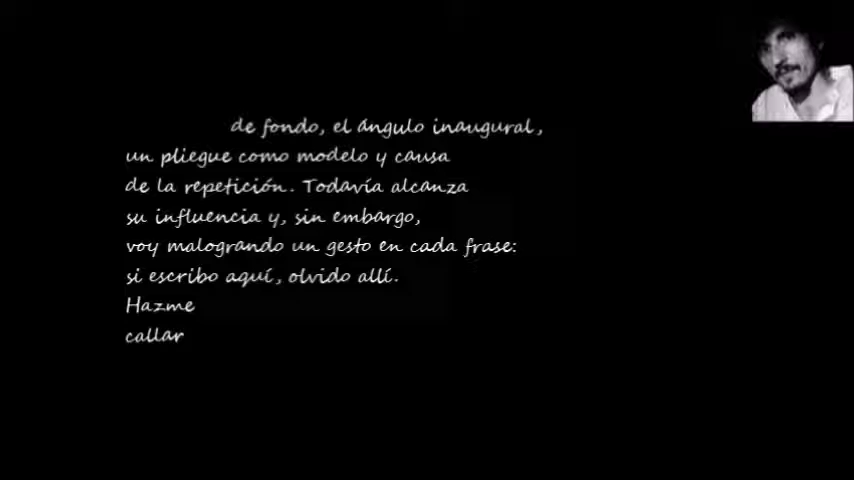 de fondo, el ángulo inaugural,
un pliegue como modelo y causa
de la repetición. Todavía alcanza
su influencia y, sin embargo,
voy malogrando un gesto en cada frase:
si escribo aquí, olvido allí.
Hazme
callar